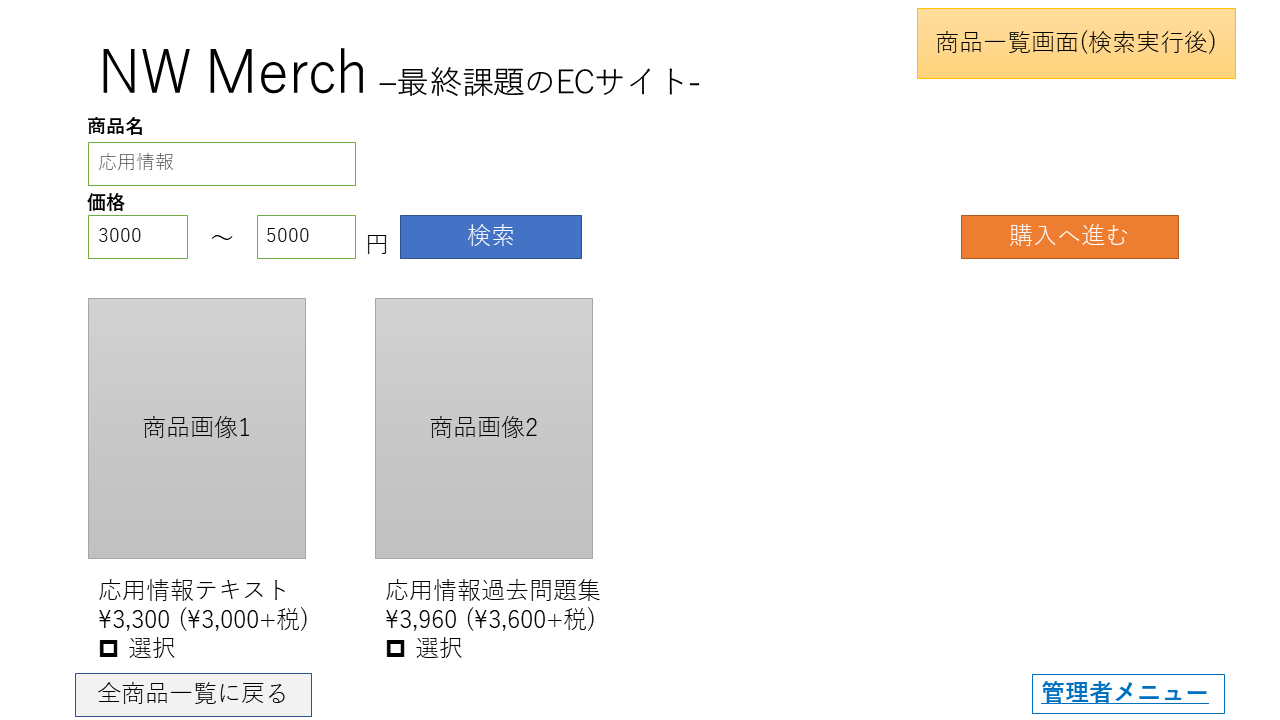 商品一覧画面(検索実行後)
NW Merch –最終課題のECサイト-
商品名
応用情報
価格
3000 ～ 5000 円 検索 購入へ進む
商品画像1 商品画像2
応用情報テキスト 応用情報過去問題集
¥3,300 (¥3,000+税) ¥3,960 (¥3,600+税)
選択 選択
全商品一覧に戻る 管理者メニュー